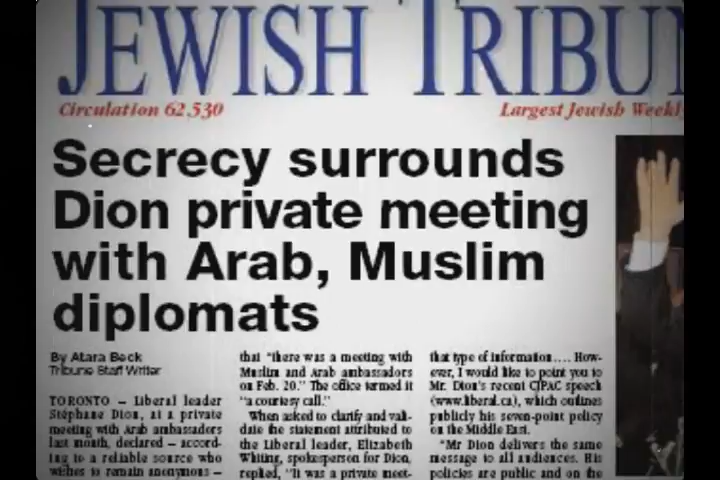 JEWISH TRIBU
Circulation 62,530
Largest Jewish Weekl
Secrecy surrounds
Dion private meeting
with Arab, Muslim
diplomats
By Atara Beck
Tribune Staff Writer
TORONTO – Liberal leader
Stéphane Dion, at a private
meeting with Arab ambassadors
last month, declared – accord-
ing to a reliable source who
wishes to remain anonymous –
that "there was a meeting with
Muslim and Arab ambassadors
on Feb. 20." The office termed it
"a courtesy call."
When asked to clarify and vali-
date the statement attributed to
the Liberal leader, Elizabeth
Whiting, spokesperson for Dion,
replied, "It was a private meet-
that type of information.... How-
ever, I would like to point you to
Mr. Dion's recent CJPAC speech
(www.liberal.ca), which outlines
publicly his seven-point policy
on the Middle East.
"Mr Dion delivers the same
message to all audiences. His
policies are public and on the